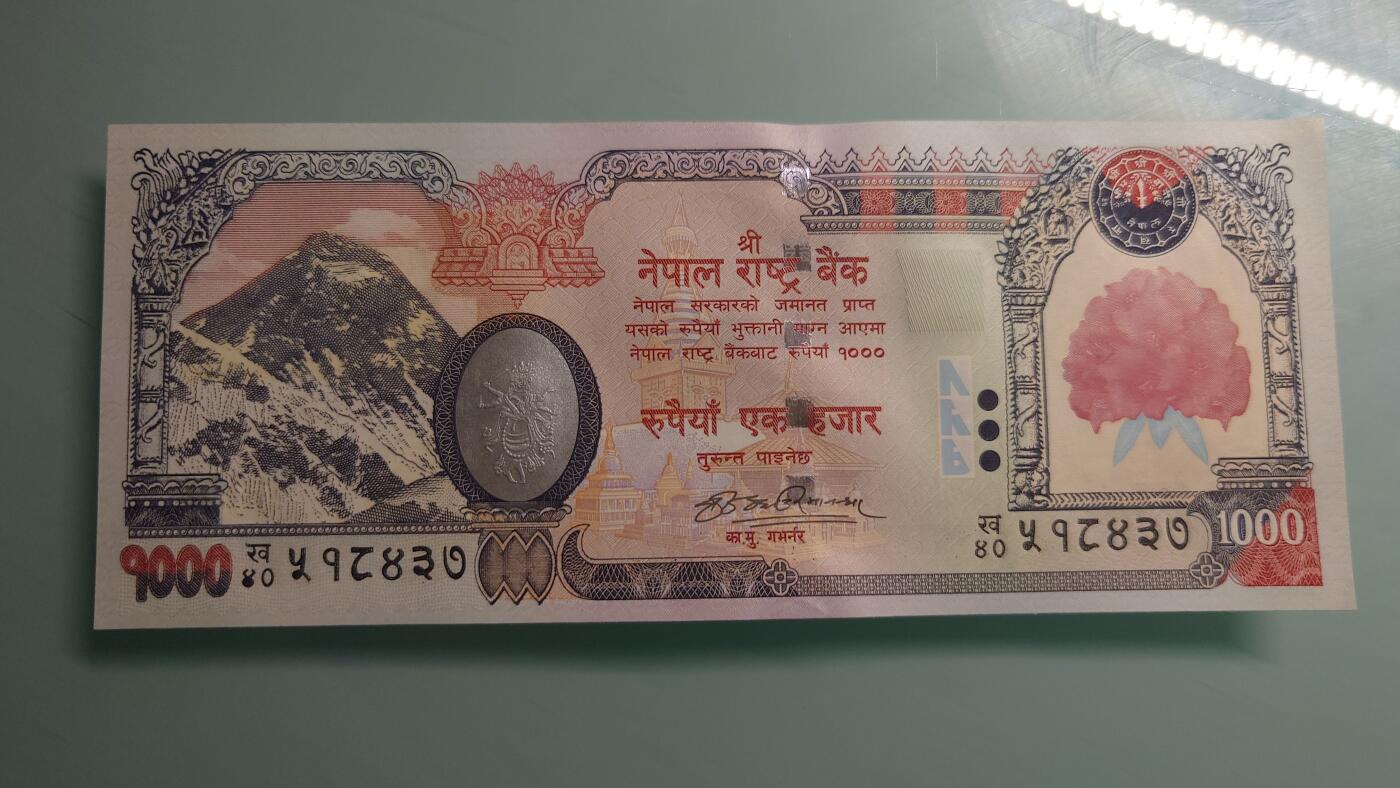 श्री
नेपाल राष्ट्र बैंक
नेपाल सरकारको जमानत प्राप्त
यसको रुपैयाँ भुक्तानी माग्न आएमा
नेपाल राष्ट्र बैंकबाट रुपैयाँ १०००
रुपैयाँ एक हजार
तुरुन्त पाइनेछ
का.मु. गभर्नर
१००० ख ४० ५१८४३७
ख ४० ५१८४३७ 1000